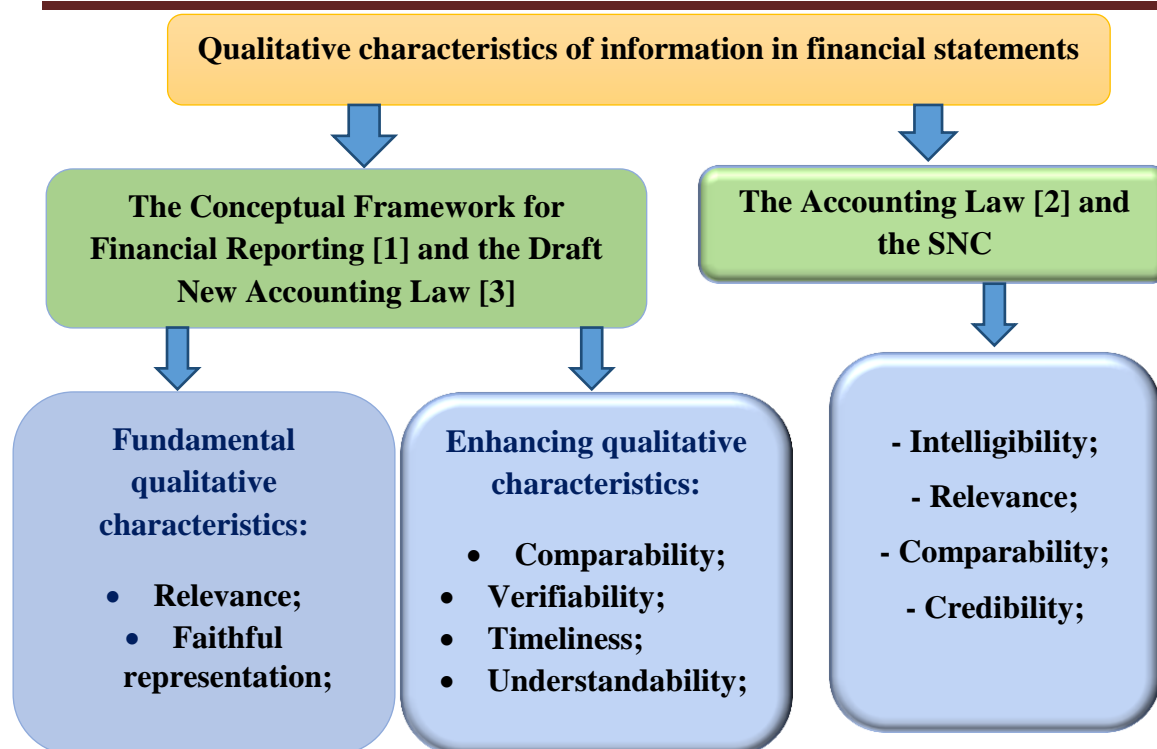 Qualitative characteristics of information in financial statements
The Conceptual Framework for
Financial Reporting [1] and the Draft
New Accounting Law [3]
The Accounting Law [2] and
the SNC
Fundamental
qualitative
characteristics:
• Relevance;
• Faithful
representation;
Enhancing qualitative
characteristics:
• Comparability;
• Verifiability;
• Timeliness;
• Understandability;
- Intelligibility;
- Relevance;
- Comparability;
- Credibility;